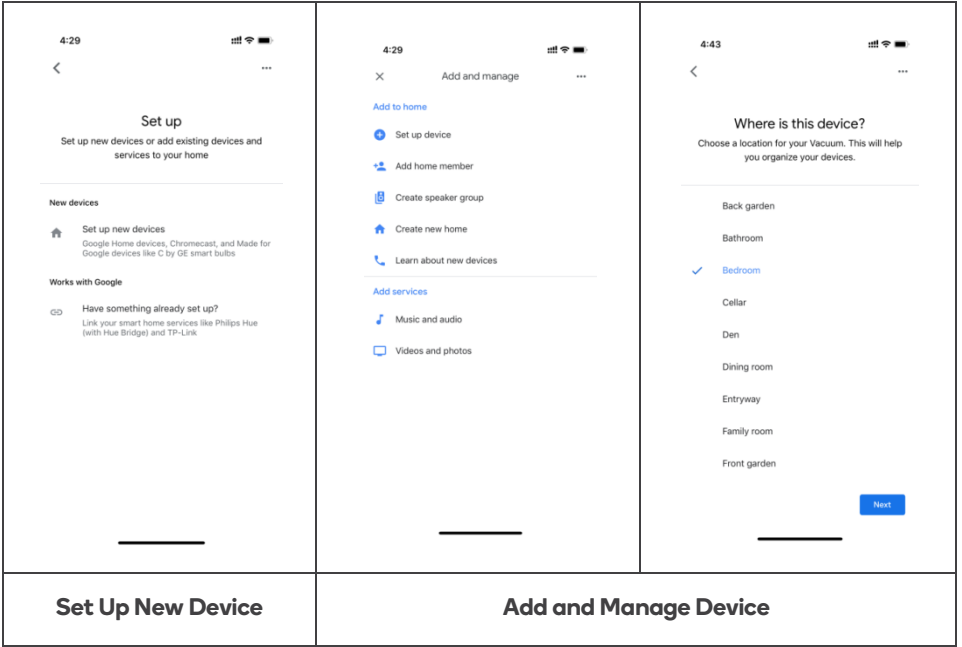 4:29
Set up
Set up new devices or add existing devices and
services to your home
New devices
Set up new devices
Google Home devices, Chromecast, and Made for
Google devices like C by GE smart bulbs
Works with Google
Have something already set up?
Link your smart home services like Philips Hue
(with Hue Bridge) and TP-Link
4:29
Add and manage
Add to home
Set up device
Add home member
Create speaker group
Create new home
Learn about new devices
Add services
Music and audio
Videos and photos
4:43
Where is this device?
Choose a location for your Vacuum. This will help
you organize your devices.
Back garden
Bathroom
Bedroom
Cellar
Den
Dining room
Entryway
Family room
Front garden
Next
Set Up New Device
Add and Manage Device